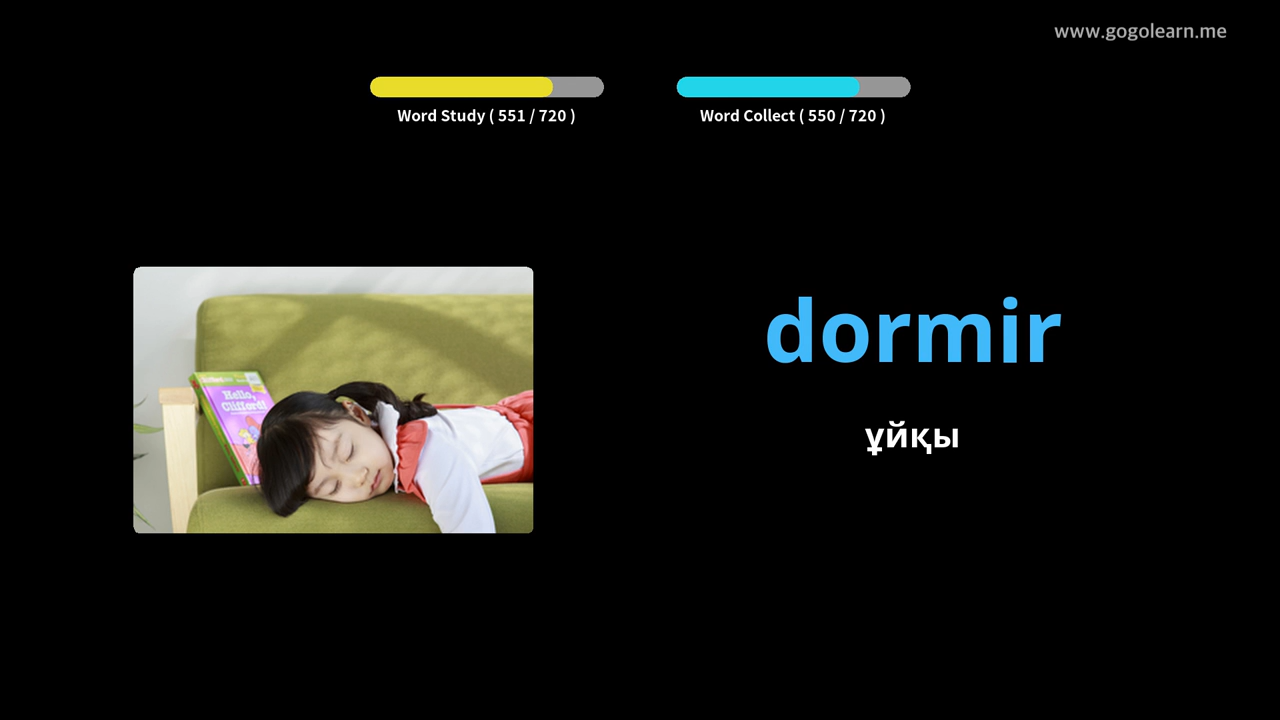 www.gogolearn.me
Word Study ( 551 / 720 )
Word Collect ( 550 / 720 )
dormir
ұйқы
Hello,
Clifford!